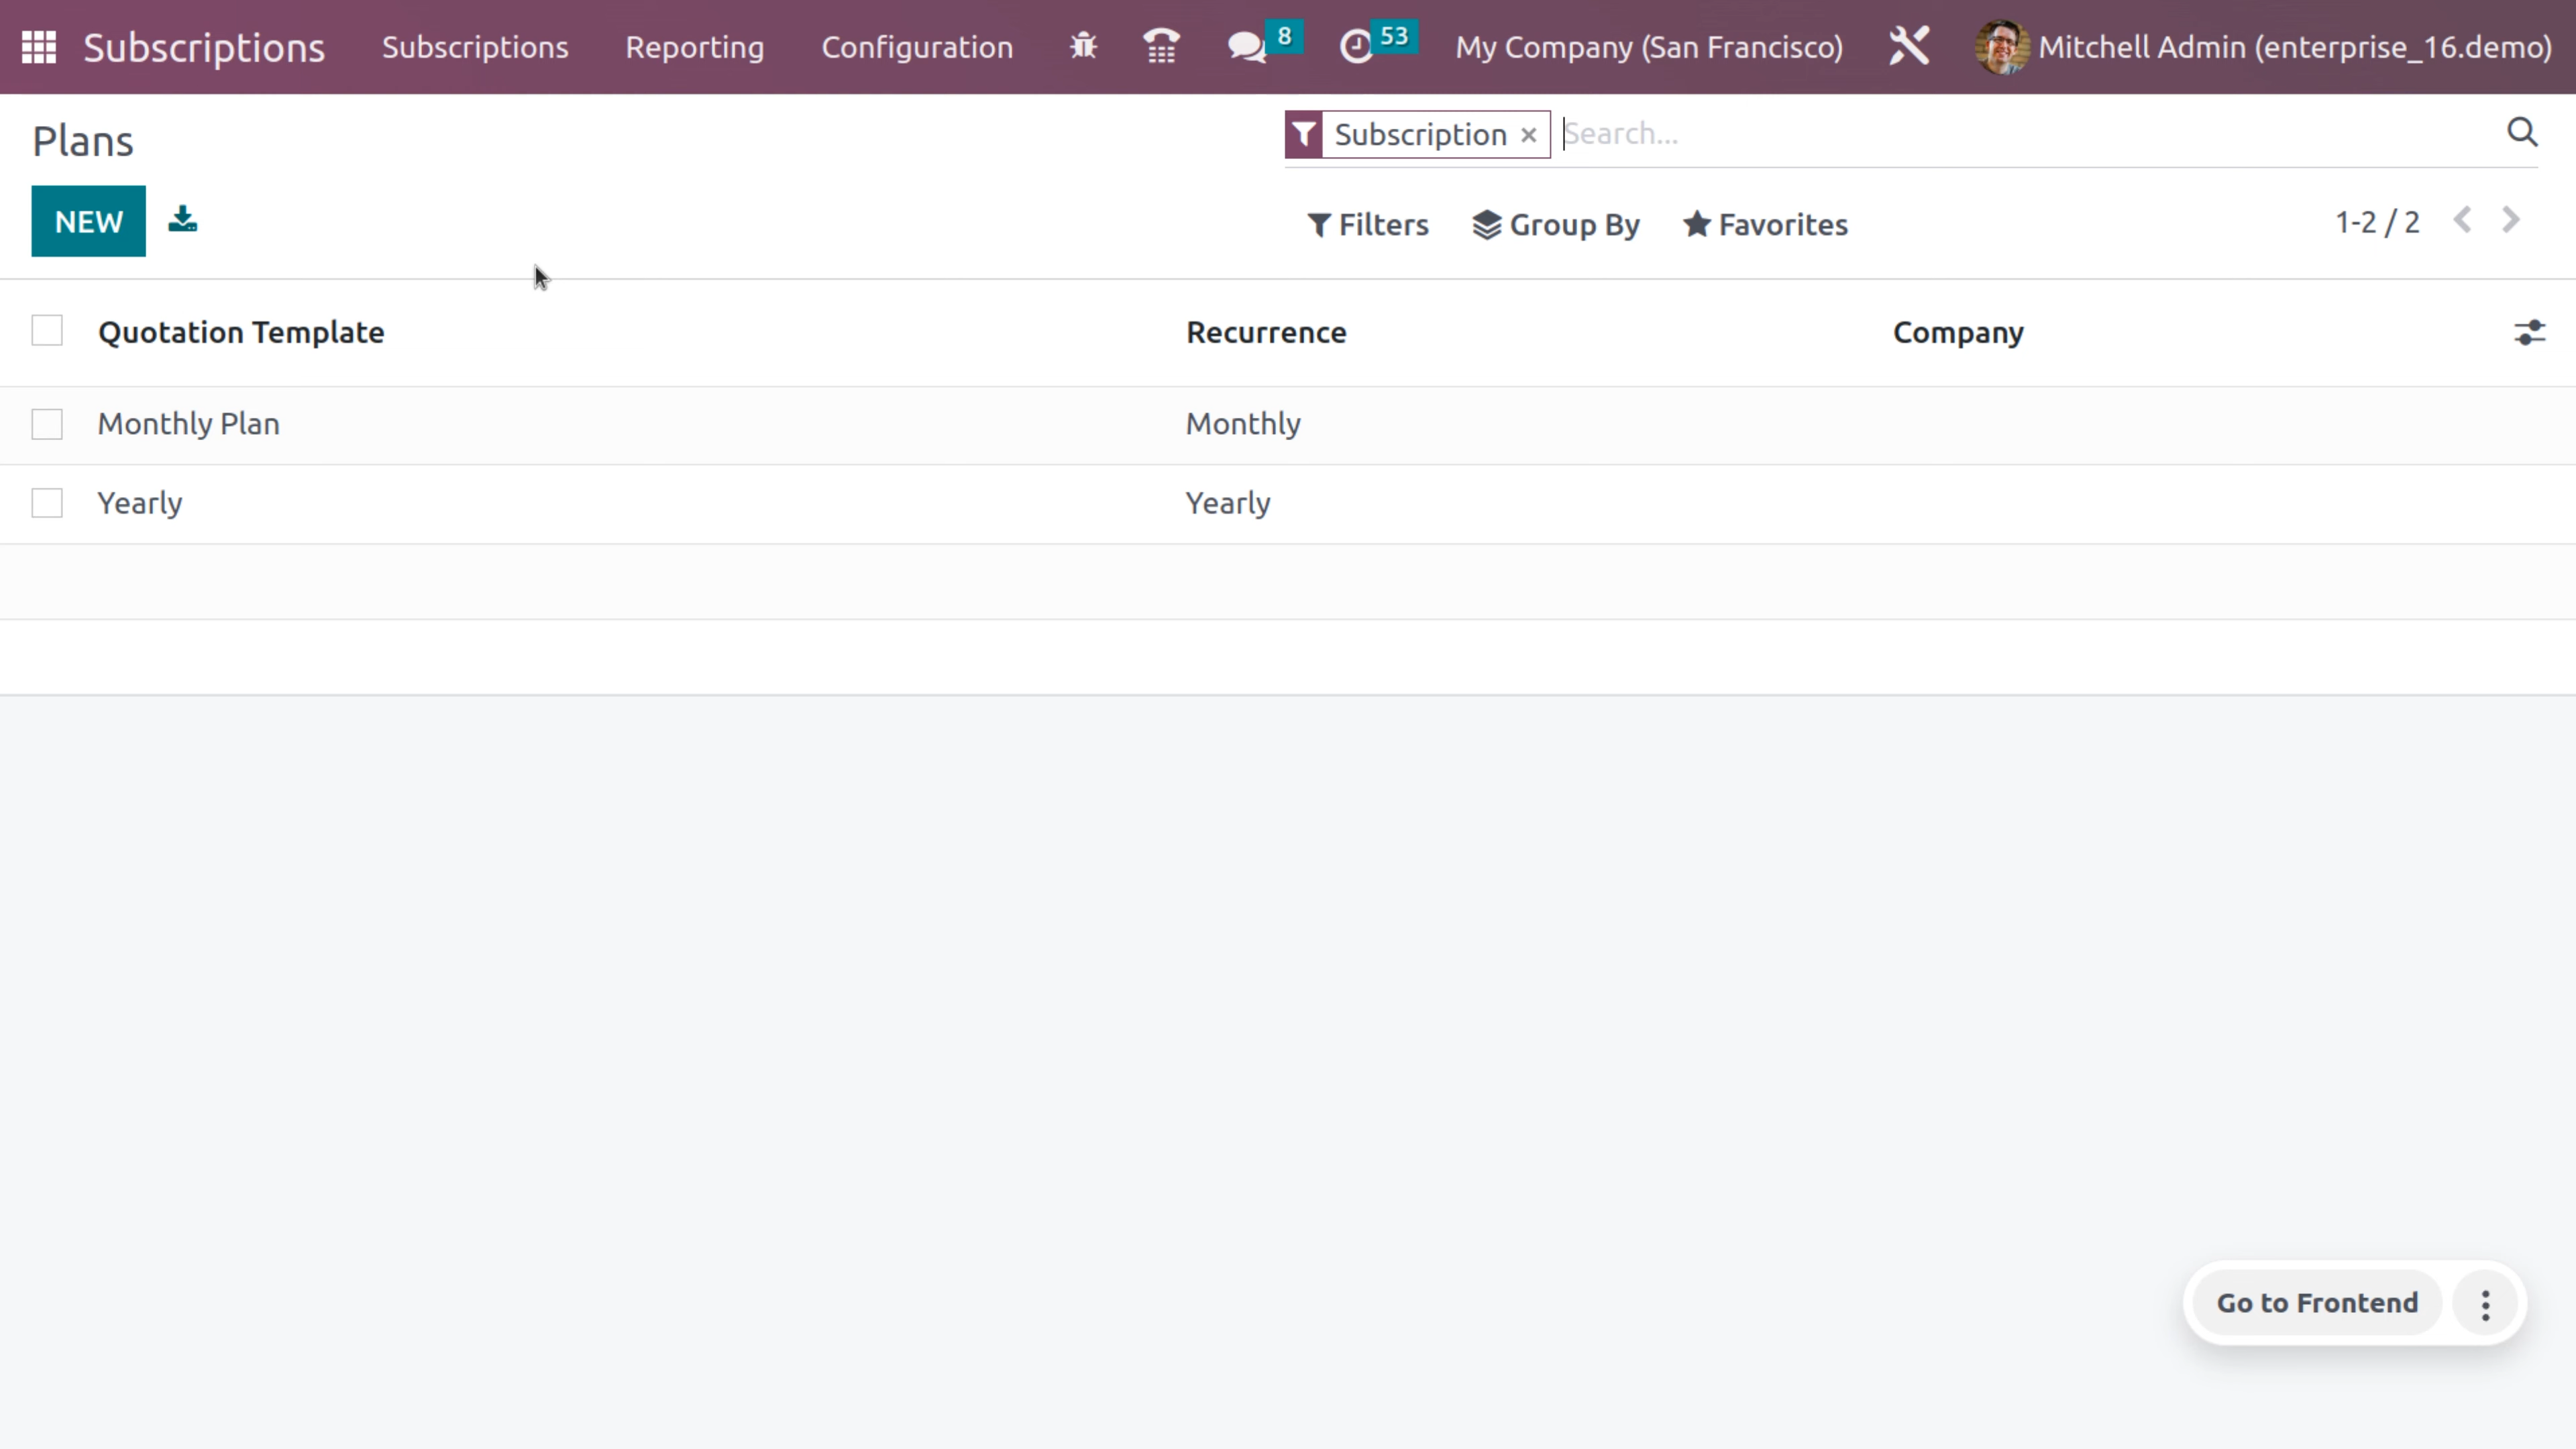 Subscriptions Subscriptions Reporting Configuration 8 53 My Company (San Francisco) Mitchell Admin (enterprise_16.demo)
Plans
Subscription × Search...
NEW
Filters Group By Favorites 1-2 / 2
Quotation Template Recurrence Company
Monthly Plan Monthly
Yearly Yearly
Go to Frontend